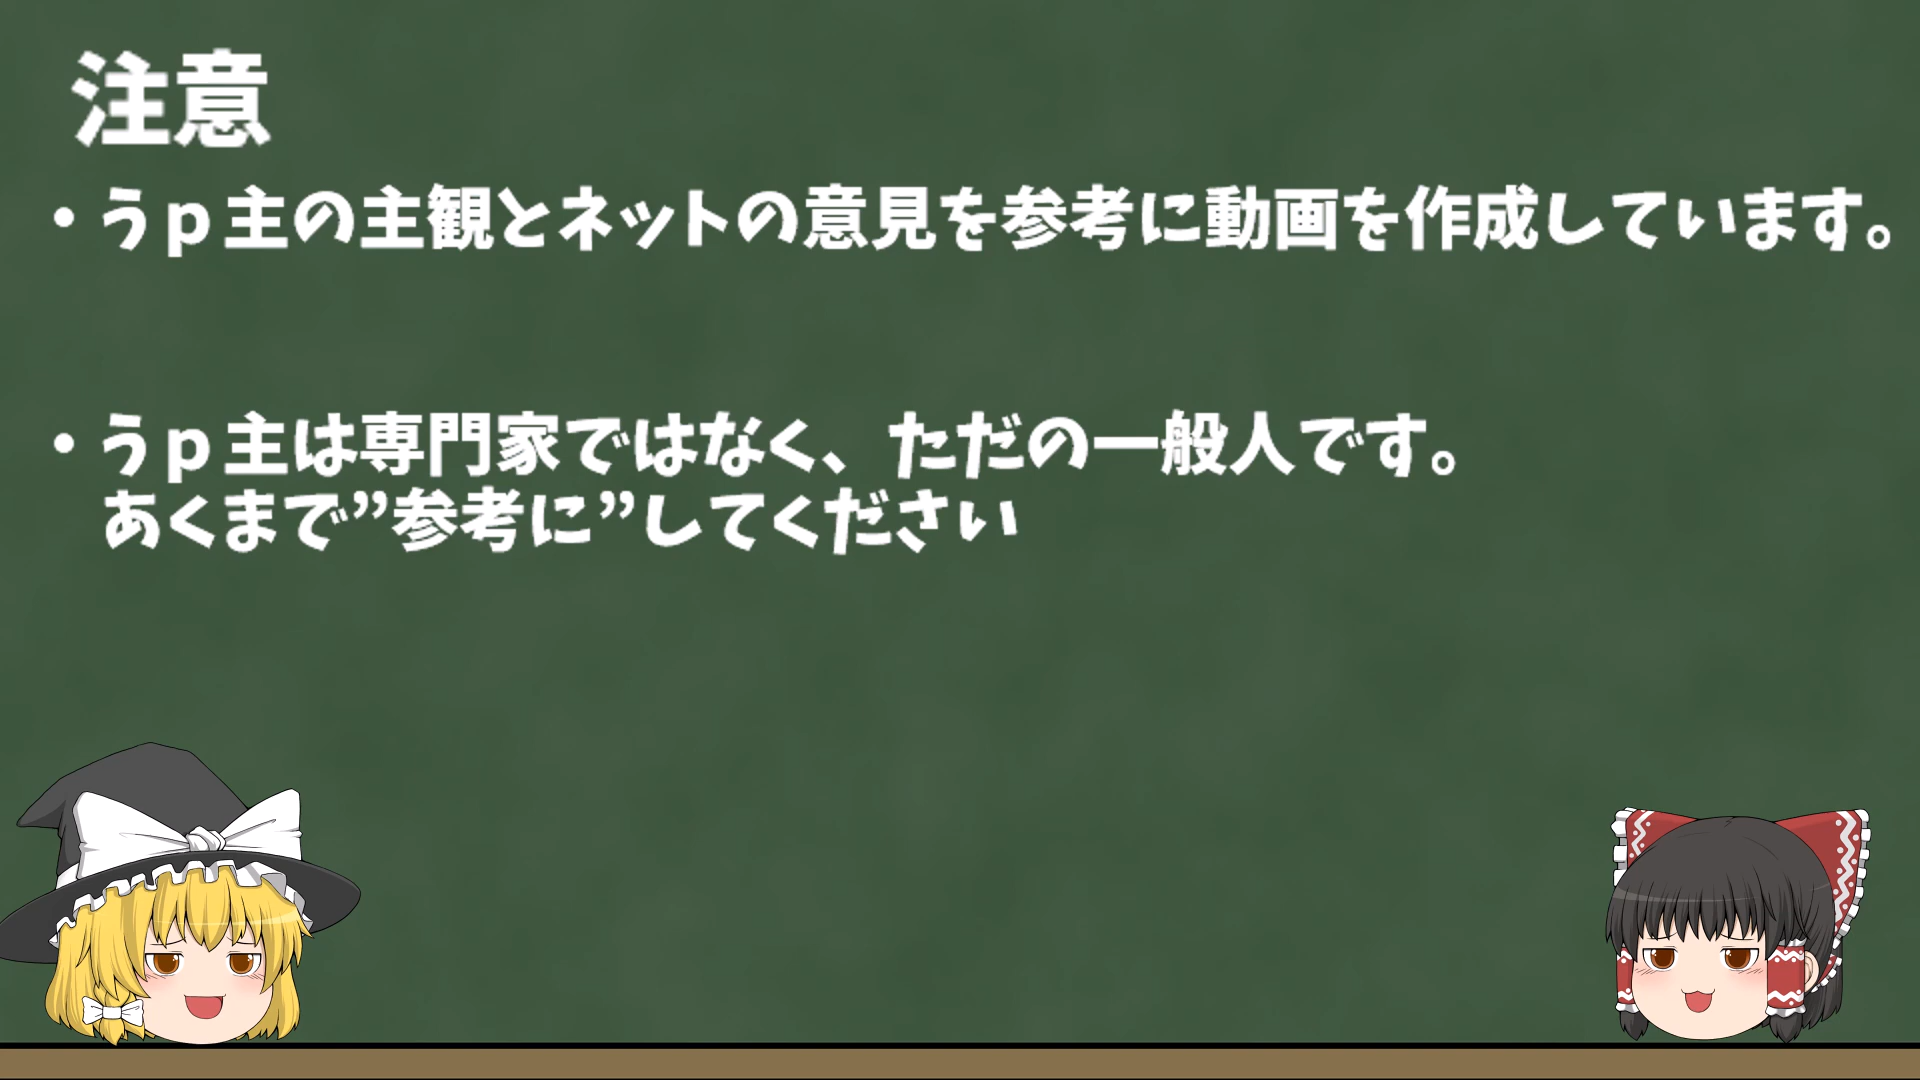 注意
・うｐ主の主観とネットの意見を参考に動画を作成しています。
・うｐ主は専門家ではなく、ただの一般人です。
あくまで”参考に”してください